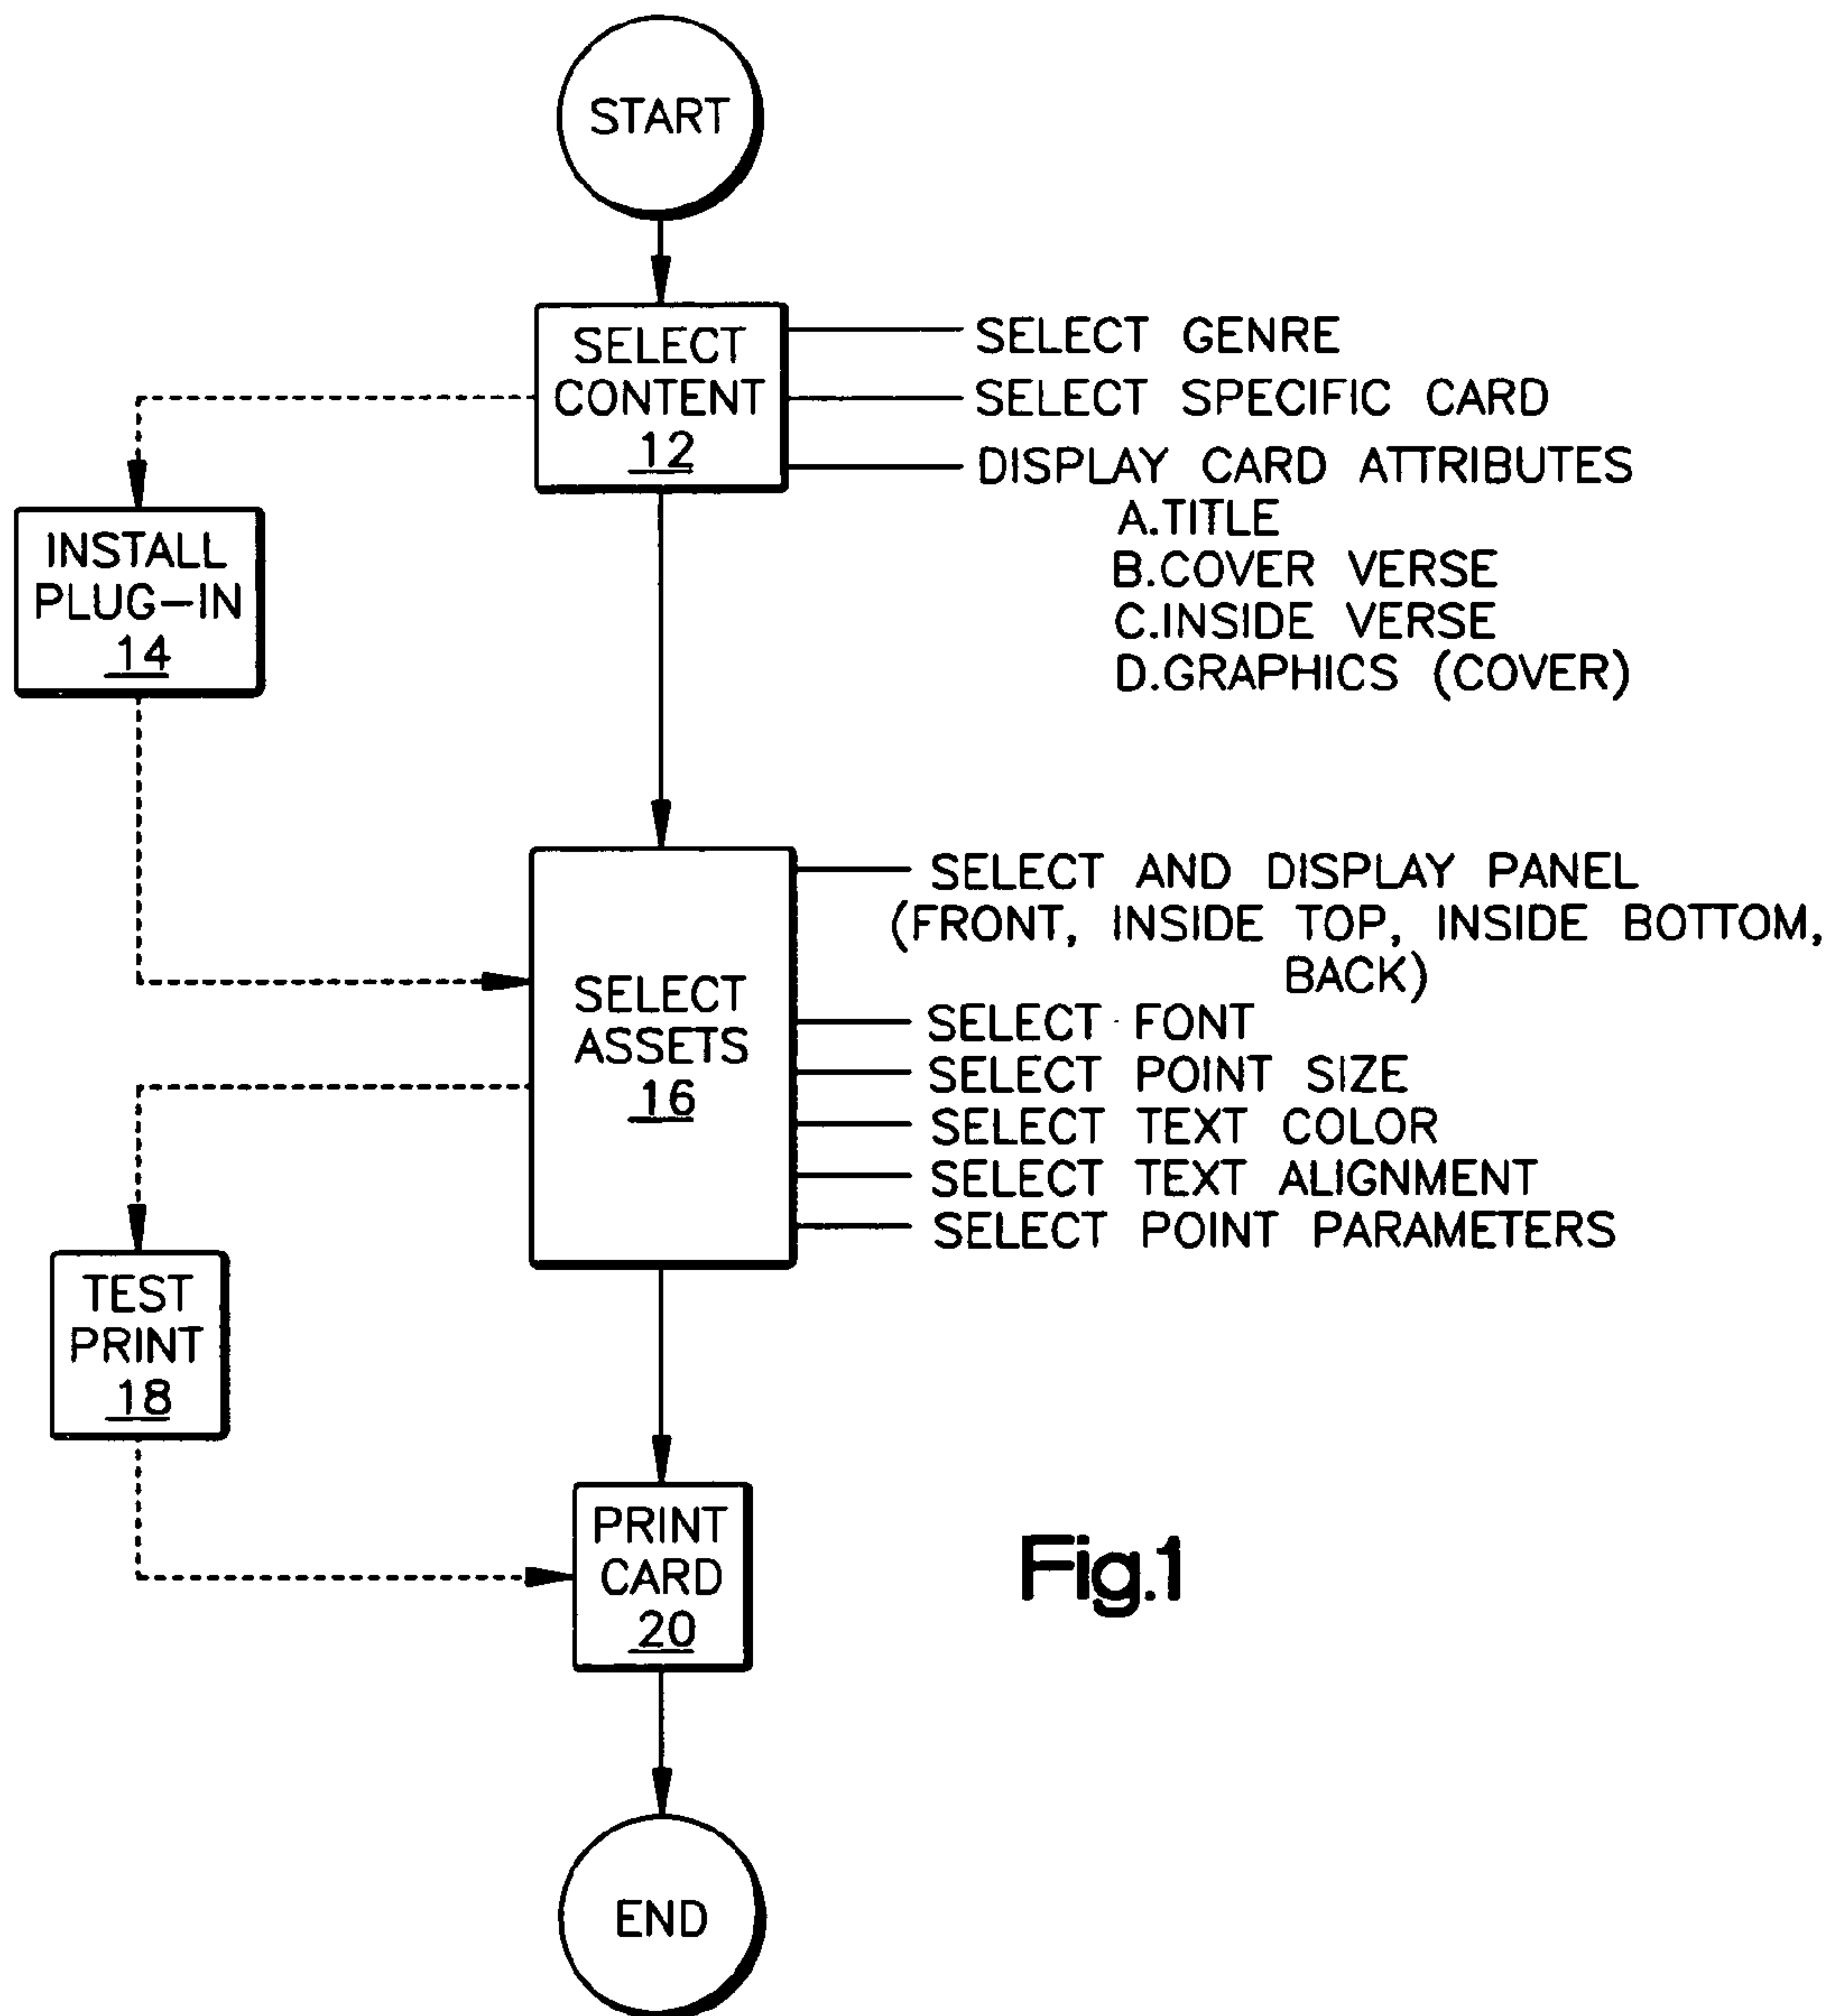 START
SELECT
CONTENT
12
SELECT GENRE
SELECT SPECIFIC CARD
DISPLAY CARD ATTRIBUTES
A.TITLE
B.COVER VERSE
C.INSIDE VERSE
D.GRAPHICS (COVER)
INSTALL
PLUG-IN
14
SELECT
ASSETS
16
SELECT AND DISPLAY PANEL
(FRONT, INSIDE TOP, INSIDE BOTTOM,
BACK)
SELECT FONT
SELECT POINT SIZE
SELECT TEXT COLOR
SELECT TEXT ALIGNMENT
SELECT POINT PARAMETERS
TEST
PRINT
18
PRINT
CARD
20
Fig.1
END